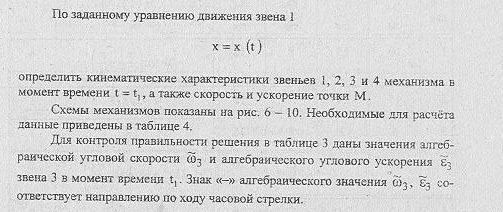 По заданному уравнению движения звена 1
x = x (t)
определить кинематические характеристики звеньев 1, 2, 3 и 4 механизма в
момент времени t = t₁, а также скорость и ускорение точки M.
Схемы механизмов показаны на рис. 6 – 10. Необходимые для расчёта
данные приведены в таблице 4.
Для контроля правильности решения в таблице 3 даны значения алгеб-
раической угловой скорости ω̃₃ и алгебраического углового ускорения ε̃₃
звена 3 в момент времени t₁. Знак «–» алгебраического значения ω̃₃, ε̃₃ со-
ответствует направлению по ходу часовой стрелки.